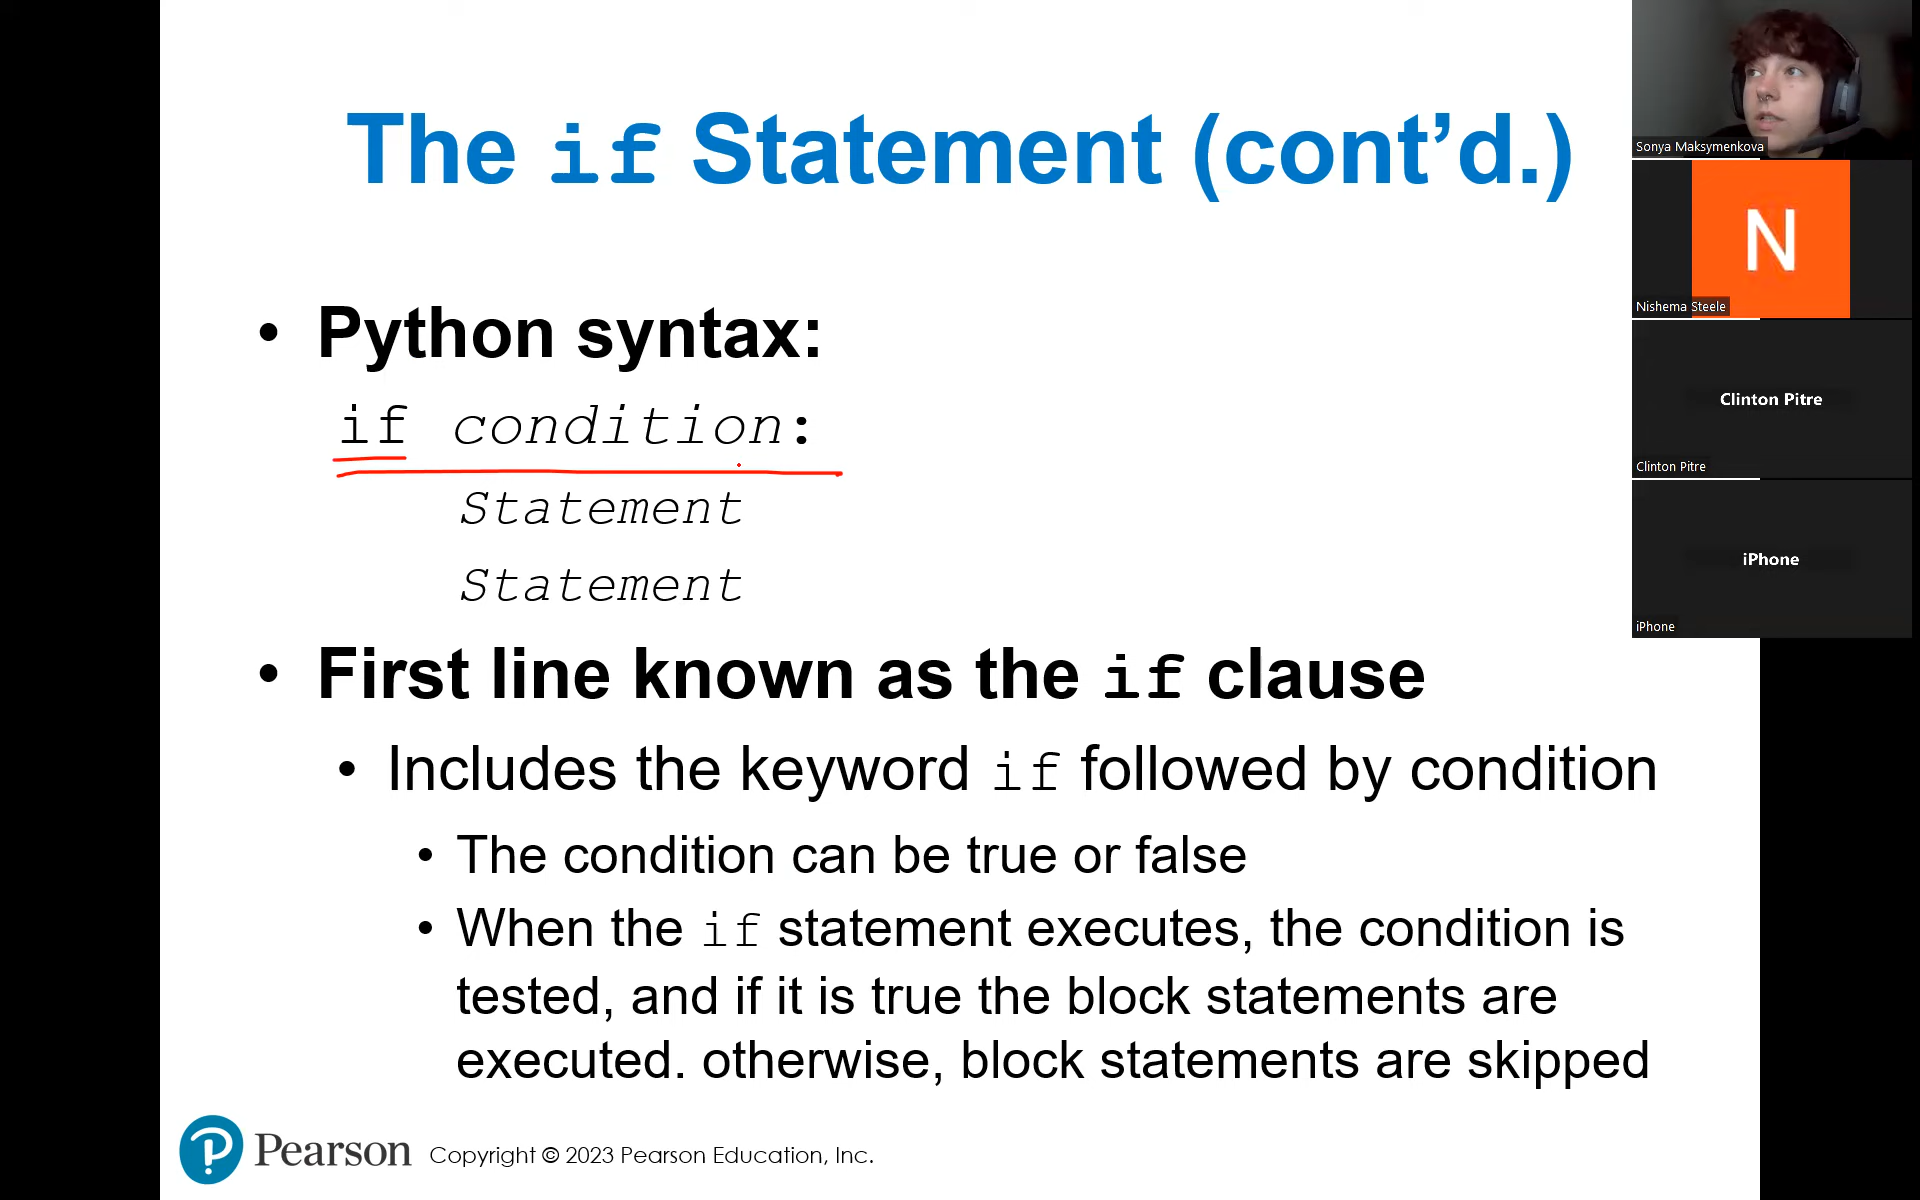 The if Statement (cont’d.)
• Python syntax:
if condition:
Statement
Statement
• First line known as the if clause
• Includes the keyword if followed by condition
• The condition can be true or false
• When the if statement executes, the condition is
tested, and if it is true the block statements are
executed. otherwise, block statements are skipped
P Pearson
Copyright © 2023 Pearson Education, Inc.
Sonya Maksymenkova
N
Nishema Steele
Clinton Pitre
Clinton Pitre
iPhone
iPhone